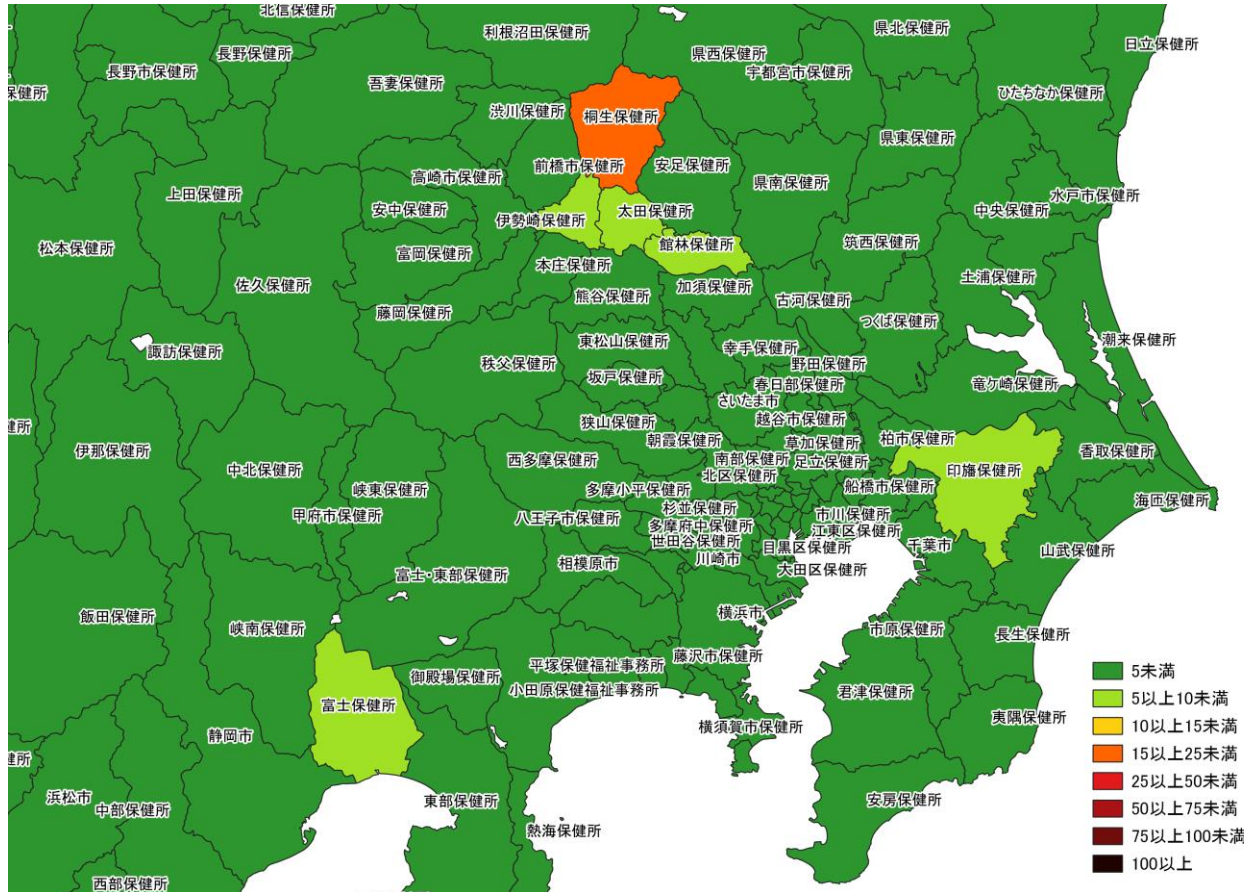 北信保健所
利根沼田保健所
県北保健所
長野保健所
県西保健所
日立保健所
長野市保健所
宇都宮市保健所
吾妻保健所
保健所
ひたちなか保健所
渋川保健所
桐生保健所
県東保健所
前橋市保健所
安足保健所
高崎市保健所
県南保健所
上田保健所
水戸市保健所
安中保健所
伊勢崎保健所
太田保健所
中央保健所
松本保健所
富岡保健所
館林保健所
筑西保健所
本庄保健所
土浦保健所
佐久保健所
熊谷保健所
加須保健所
古河保健所
藤岡保健所
つくば保健所
東松山保健所
潮来保健所
諏訪保健所
秩父保健所
幸手保健所
野田保健所
坂戸保健所
春日部保健所
竜ケ崎保健所
さいたま市
狭山保健所
越谷市保健所
健所
朝霞保健所
草加保健所
柏市保健所
伊那保健所
西多摩保健所
南部保健所
足立保健所
香取保健所
中北保健所
峡東保健所
北区保健所
印旛保健所
多摩小平保健所
船橋市保健所
海匝保健所
甲府市保健所
八王子市保健所
杉並保健所
市川保健所
多摩府中保健所
江東区保健所
世田谷保健所
目黒区保健所
千葉市
山武保健所
相模原市
川崎市
大田区保健所
富士・東部保健所
飯田保健所
横浜市
峡南保健所
市原保健所
長生保健所
藤沢市保健所
平塚保健福祉事務所
御殿場保健所
小田原保健福祉事務所
君津保健所
富士保健所
夷隅保健所
静岡市
横須賀市保健所
健所
浜松市
中部保健所
東部保健所
安房保健所
熱海保健所
西部保健所
5未満
5以上10未満
10以上15未満
15以上25未満
25以上50未満
50以上75未満
75以上100未満
100以上